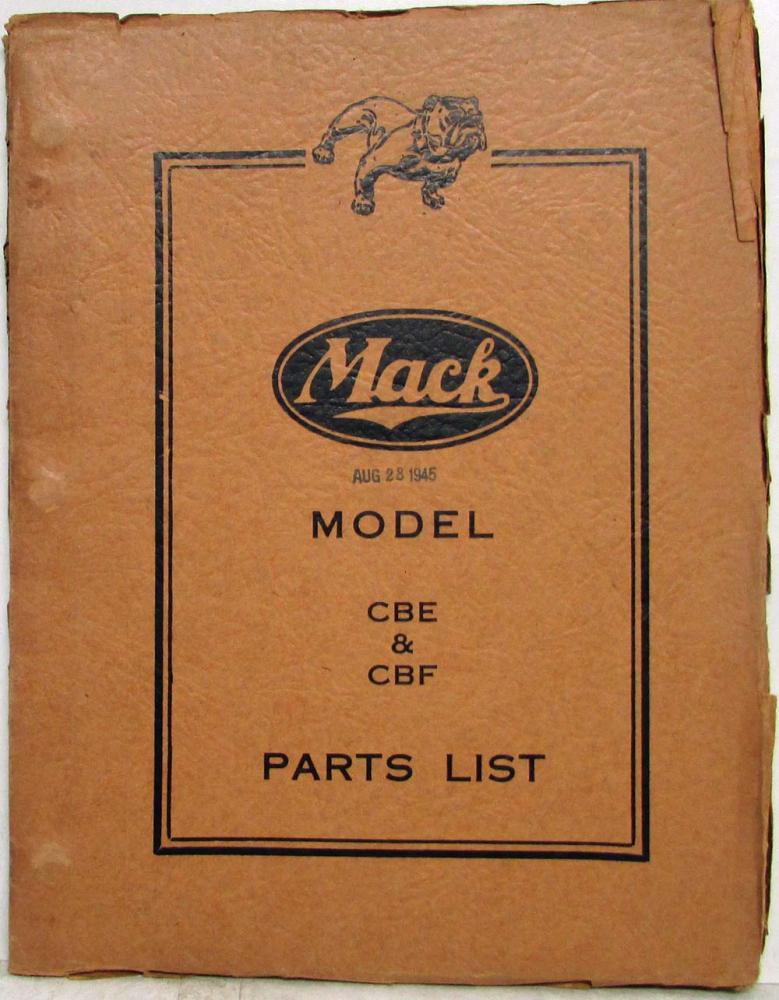 Mack
AUG 28 1945
MODEL
CBE
&
CBF
PARTS LIST